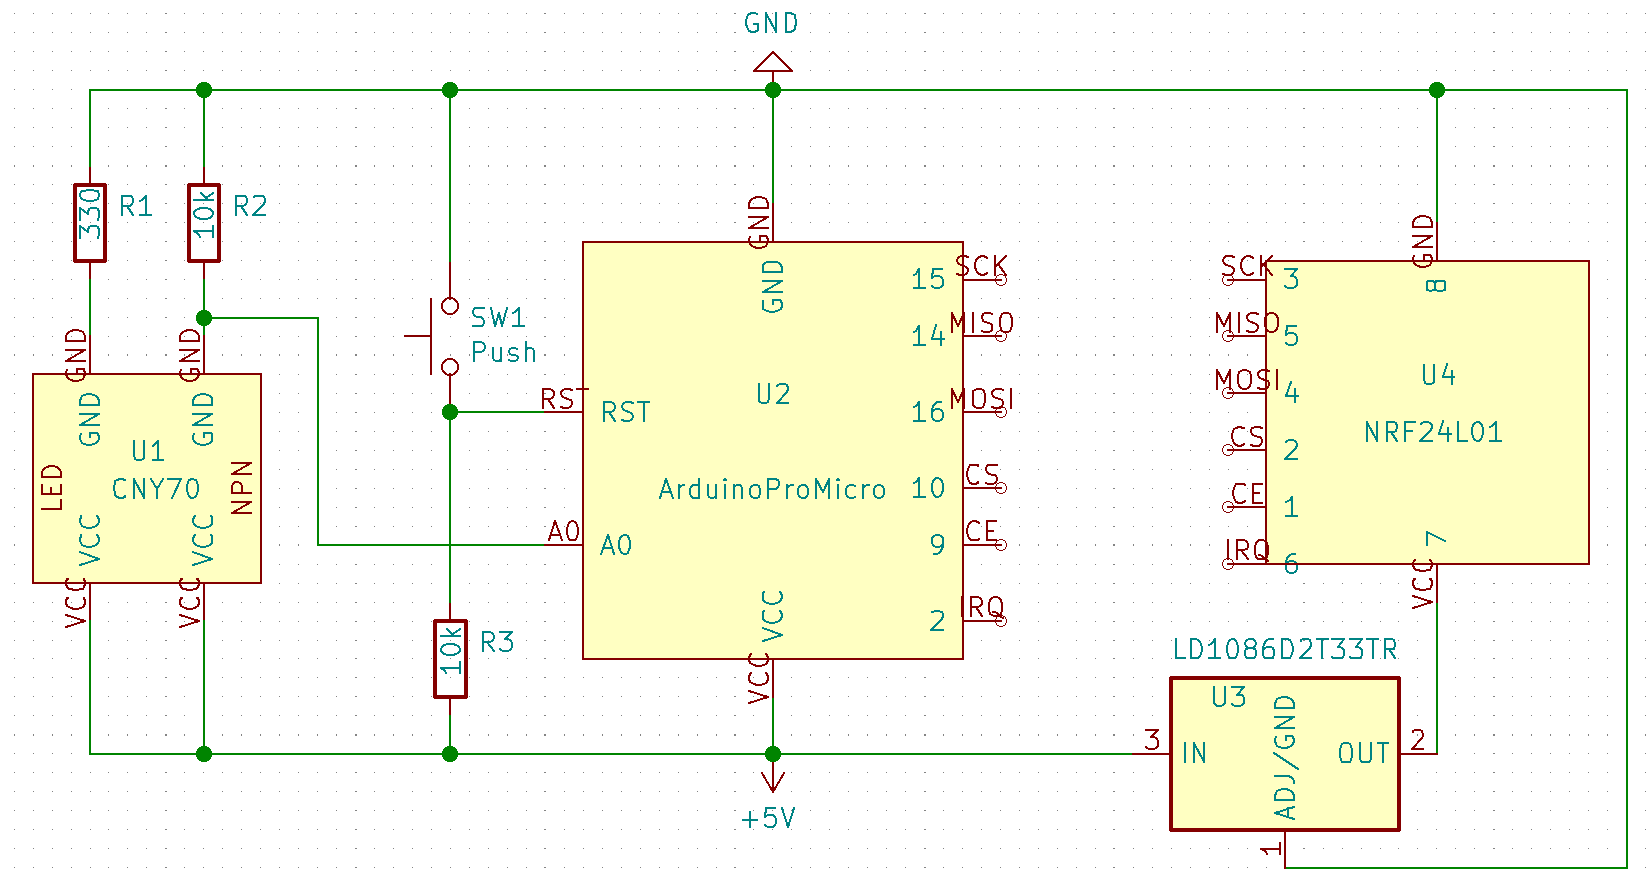 GND
330
R1
10k
R2
GND
GND
GND
GND
U1
CNY70
LED
NPN
VCC
VCC
VCC
VCC
SW1
Push
10k
R3
GND
GND
RST
RST
A0
A0
U2
ArduinoProMicro
15
SCK
14
MISO
16
MOSI
10
CS
9
CE
2
IRQ
VCC
VCC
+5V
GND
8
SCK
3
MISO
5
MOSI
4
CS
2
CE
1
IRQ
6
U4
NRF24L01
7
VCC
LD1086D2T33TR
U3
3
IN
ADJ/GND
OUT
2
1